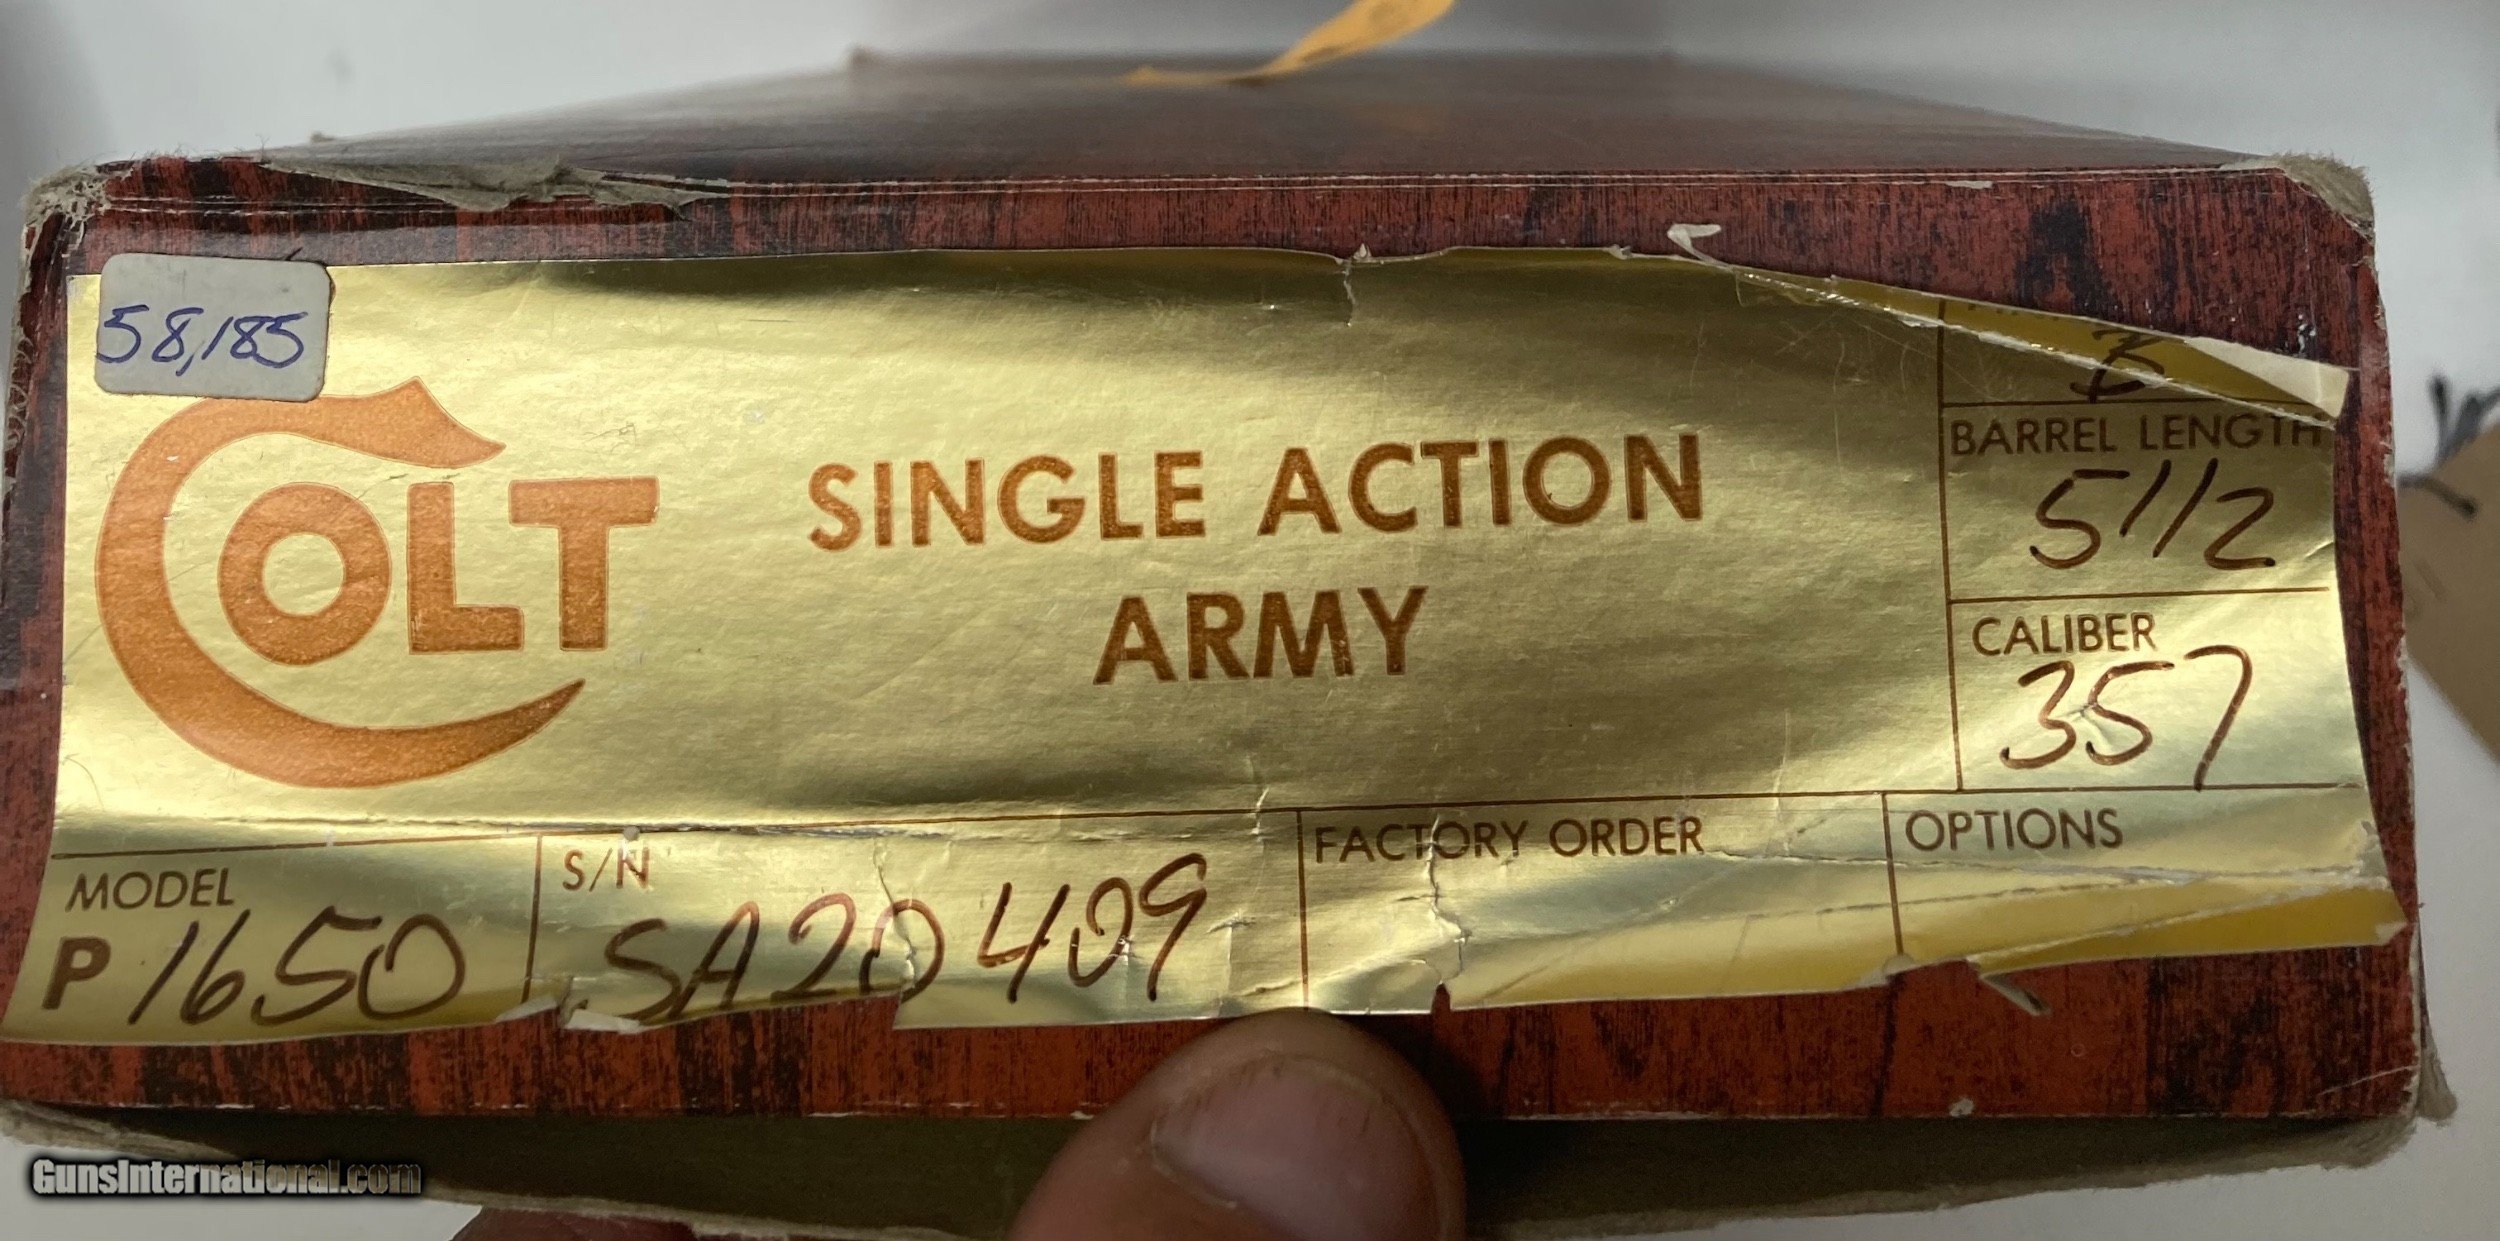 58,185
COLT
SINGLE ACTION
ARMY
B
BARREL LENGTH
5 1/2
CALIBER
357
MODEL
P1650
S/N
SA20409
FACTORY ORDER
OPTIONS
GunsInternational.com